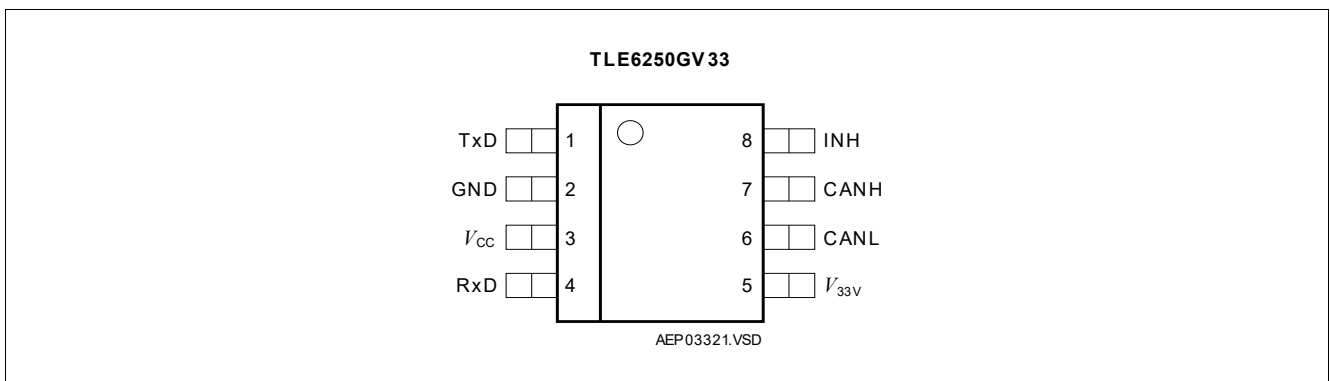 TLE6250GV33
TxD 1 8 INH
GND 2 7 CANH
VCC 3 6 CANL
RxD 4 5 V33V
AEP03321.VSD